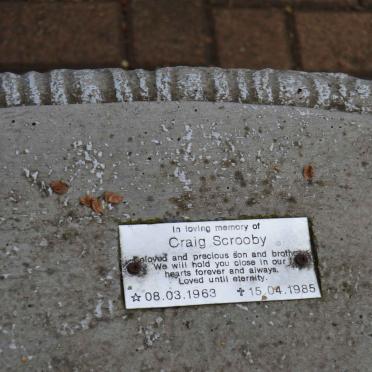 In loving memory of
Craig Scrooby
Beloved and precious son and brother
We will hold you close in our
hearts forever and always.
Loved until eternity.
☆ 08.03.1963 ✝ 15.04.1985